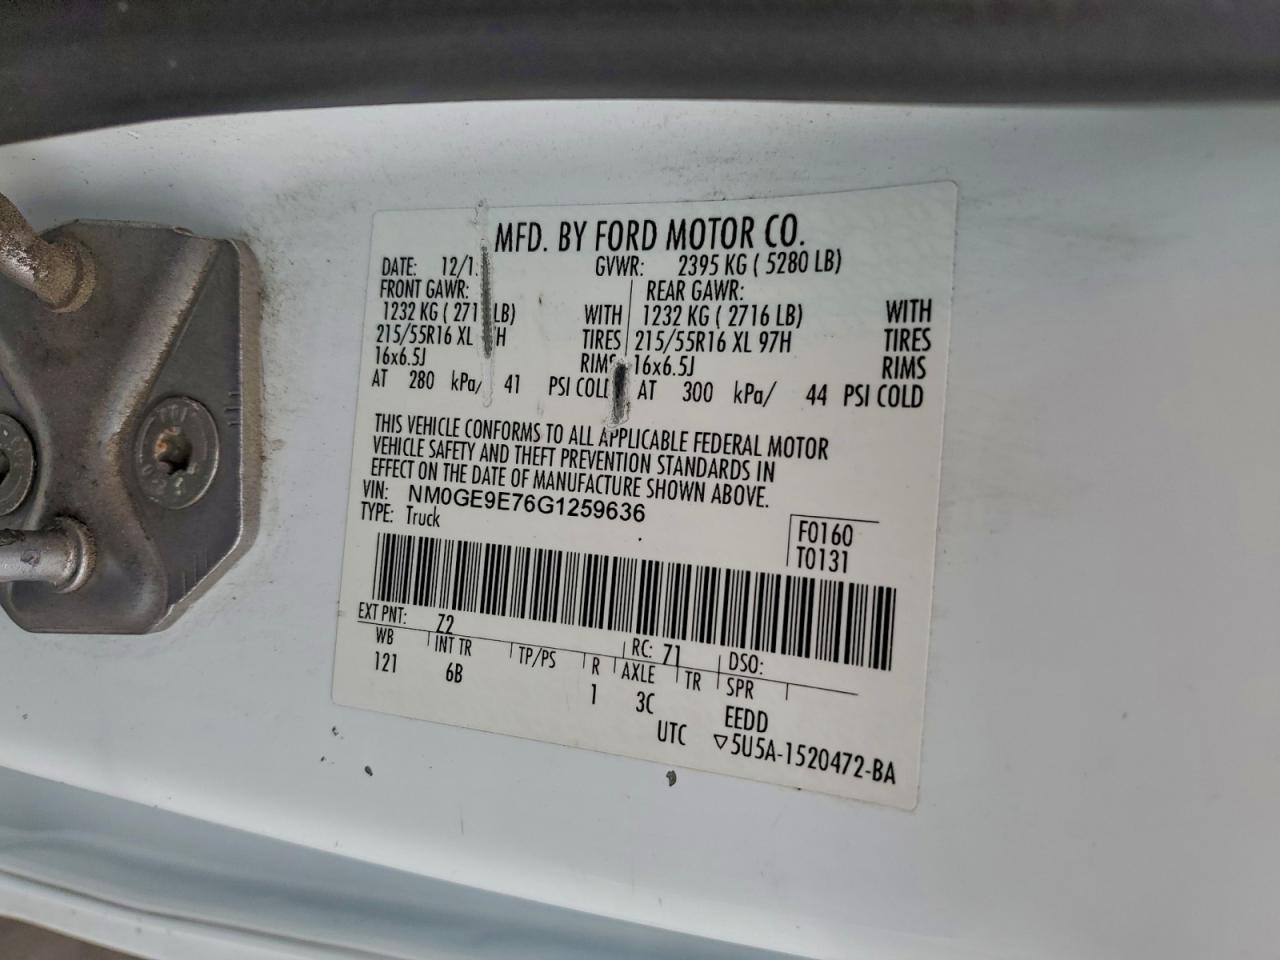 MFD. BY FORD MOTOR CO.
DATE: 12/1 GVWR: 2395 KG ( 5280 LB)
FRONT GAWR: REAR GAWR:
1232 KG ( 271 LB) WITH 1232 KG ( 2716 LB) WITH
215/55R16 XL H TIRES 215/55R16 XL 97H TIRES
16x6.5J RIMS 16x6.5J RIMS
AT 280 kPa/ 41 PSI COLD AT 300 kPa/ 44 PSI COLD
THIS VEHICLE CONFORMS TO ALL APPLICABLE FEDERAL MOTOR
VEHICLE SAFETY AND THEFT PREVENTION STANDARDS IN
EFFECT ON THE DATE OF MANUFACTURE SHOWN ABOVE.
VIN: NM0GE9E76G1259636
TYPE: Truck
F0160
T0131
EXT PNT: Z2 RC: 71 DSO:
WB INT TR TP/PS R AXLE TR SPR
121 6B 1 3C EEDD
UTC ▽5U5A-1520472-BA